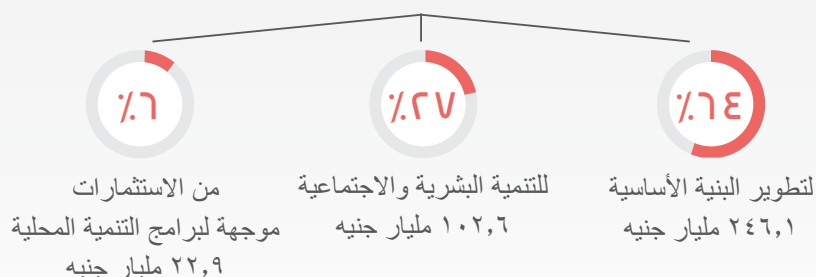 ٦٤٪
لتطوير البنية الأساسية
٢٤٦,١ مليار جنيه
٢٧٪
للتنمية البشرية والاجتماعية
١٠٢,٦ مليار جنيه
٦٪
من الاستثمارات
موجهة لبرامج التنمية المحلية
٢٢,٩ مليار جنيه